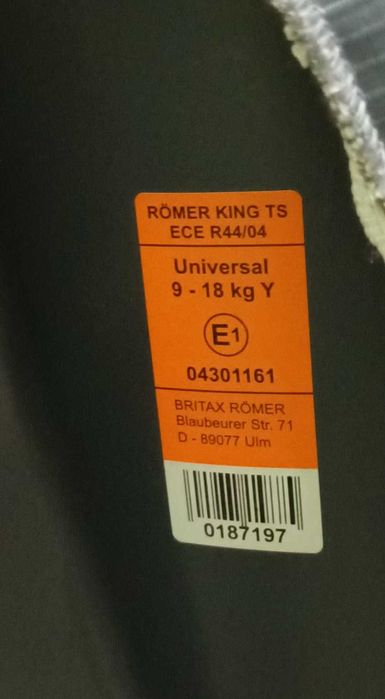 RÖMER KING TS
ECE R44/04
Universal
9 - 18 kg Y
E1
04301161
BRITAX RÖMER
Blaubeurer Str. 71
D - 89077 Ulm
0187197